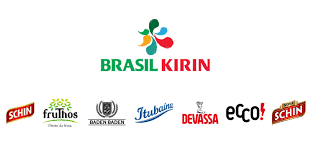 BRASIL KIRIN
SCHIN
fruthos
BADEN BADEN
Itubaína
DEVASSA
ecco!
SCHIN